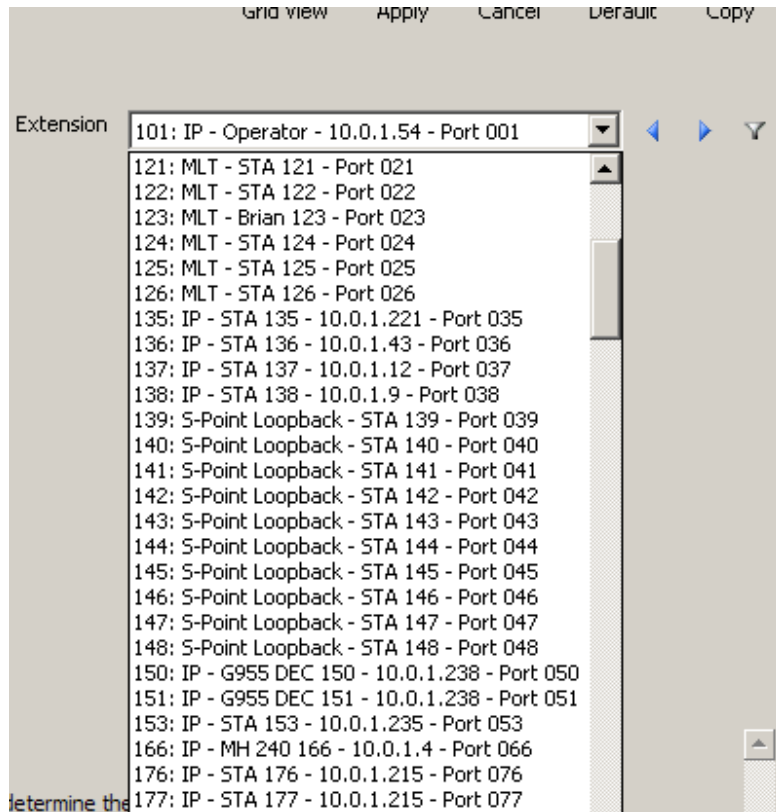 Grid View Apply Cancel Default Copy
Extension 101: IP - Operator - 10.0.1.54 - Port 001
121: MLT - STA 121 - Port 021
122: MLT - STA 122 - Port 022
123: MLT - Brian 123 - Port 023
124: MLT - STA 124 - Port 024
125: MLT - STA 125 - Port 025
126: MLT - STA 126 - Port 026
135: IP - STA 135 - 10.0.1.221 - Port 035
136: IP - STA 136 - 10.0.1.43 - Port 036
137: IP - STA 137 - 10.0.1.12 - Port 037
138: IP - STA 138 - 10.0.1.9 - Port 038
139: S-Point Loopback - STA 139 - Port 039
140: S-Point Loopback - STA 140 - Port 040
141: S-Point Loopback - STA 141 - Port 041
142: S-Point Loopback - STA 142 - Port 042
143: S-Point Loopback - STA 143 - Port 043
144: S-Point Loopback - STA 144 - Port 044
145: S-Point Loopback - STA 145 - Port 045
146: S-Point Loopback - STA 146 - Port 046
147: S-Point Loopback - STA 147 - Port 047
148: S-Point Loopback - STA 148 - Port 048
150: IP - G955 DEC 150 - 10.0.1.238 - Port 050
151: IP - G955 DEC 151 - 10.0.1.238 - Port 051
153: IP - STA 153 - 10.0.1.235 - Port 053
166: IP - MH 240 166 - 10.0.1.4 - Port 066
176: IP - STA 176 - 10.0.1.215 - Port 076
determine the 177: IP - STA 177 - 10.0.1.215 - Port 077